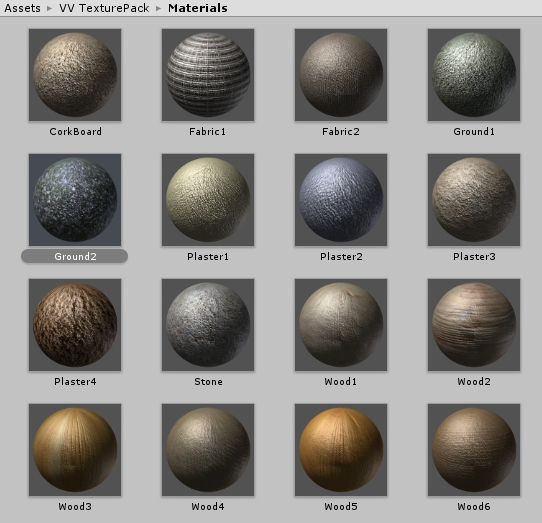 Assets ▸ VV TexturePack ▸ Materials
CorkBoard Fabric1 Fabric2 Ground1
Ground2 Plaster1 Plaster2 Plaster3
Plaster4 Stone Wood1 Wood2
Wood3 Wood4 Wood5 Wood6